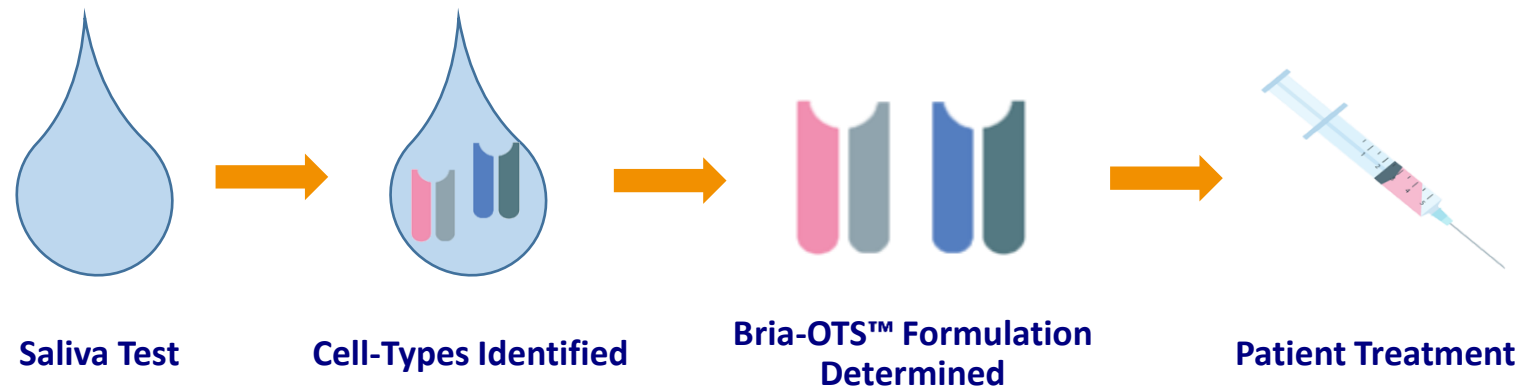 Saliva Test
Cell-Types Identified
Bria-OTS™ Formulation
Determined
Patient Treatment